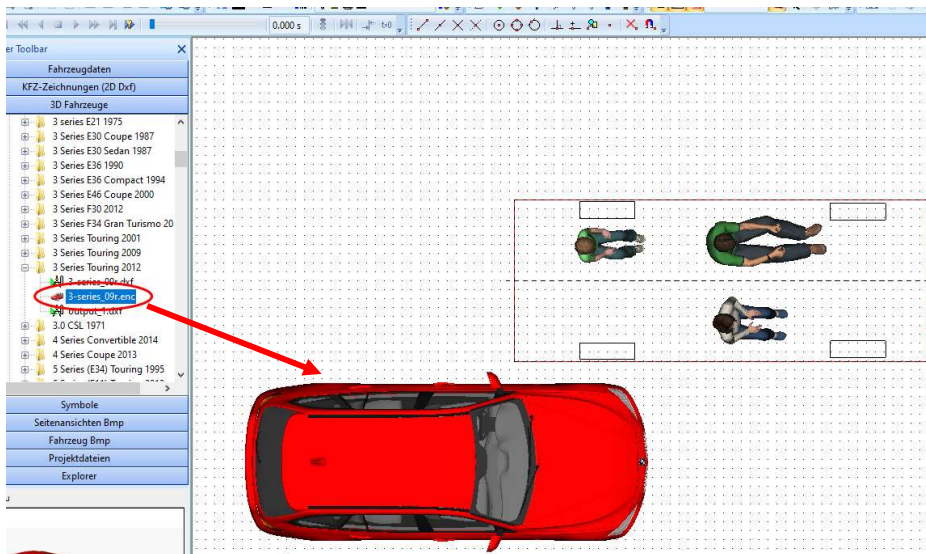 0.000 s
t=0
er Toolbar
Fahrzeugdaten
KFZ-Zeichnungen (2D Dxf)
3D Fahrzeuge
3 series E21 1975
3 Series E30 Coupe 1987
3 Series E30 Sedan 1987
3 Series E36 1990
3 Series E36 Compact 1994
3 Series E46 Coupe 2000
3 Series F30 2012
3 Series F34 Gran Turismo 20
3 Series Touring 2001
3 Series Touring 2009
3 Series Touring 2012
3-series_09r.dxf
3-series_09r.enc
output_1.dxf
3.0 CSL 1971
4 Series Convertible 2014
4 Series Coupe 2013
5 Series (E34) Touring 1995
Symbole
Seitenansichten Bmp
Fahrzeug Bmp
Projektdateien
Explorer